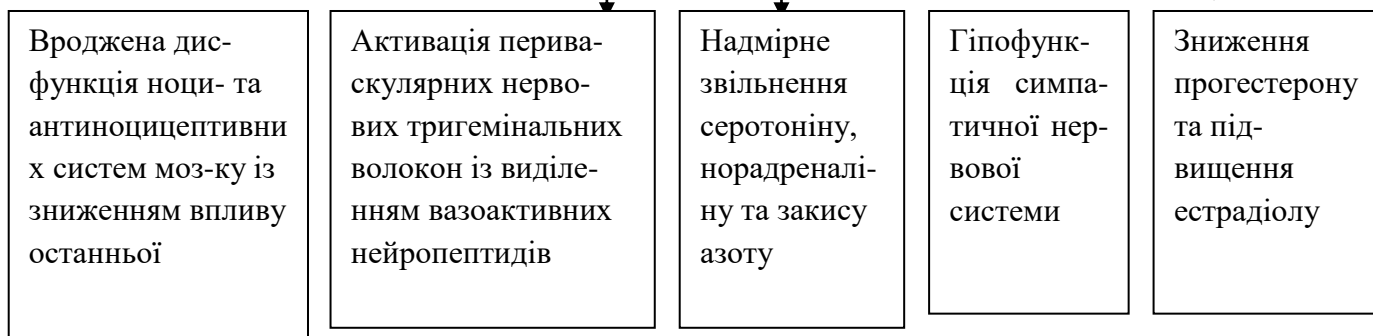 Вроджена дис-
функція ноци- та
антиноцицептивни
х систем моз-ку із
зниженням впливу
останньої
Активація перива-
скулярних нерво-
вих тригемінальних
волокон із виділе-
нням вазоактивних
нейропептидів
Надмірне
звільнення
серотоніну,
норадреналі-
ну та закису
азоту
Гіпофунк-
ція симпа-
тичної нер-
вової
системи
Зниження
прогестерону
та під-
вищення
естрадіолу